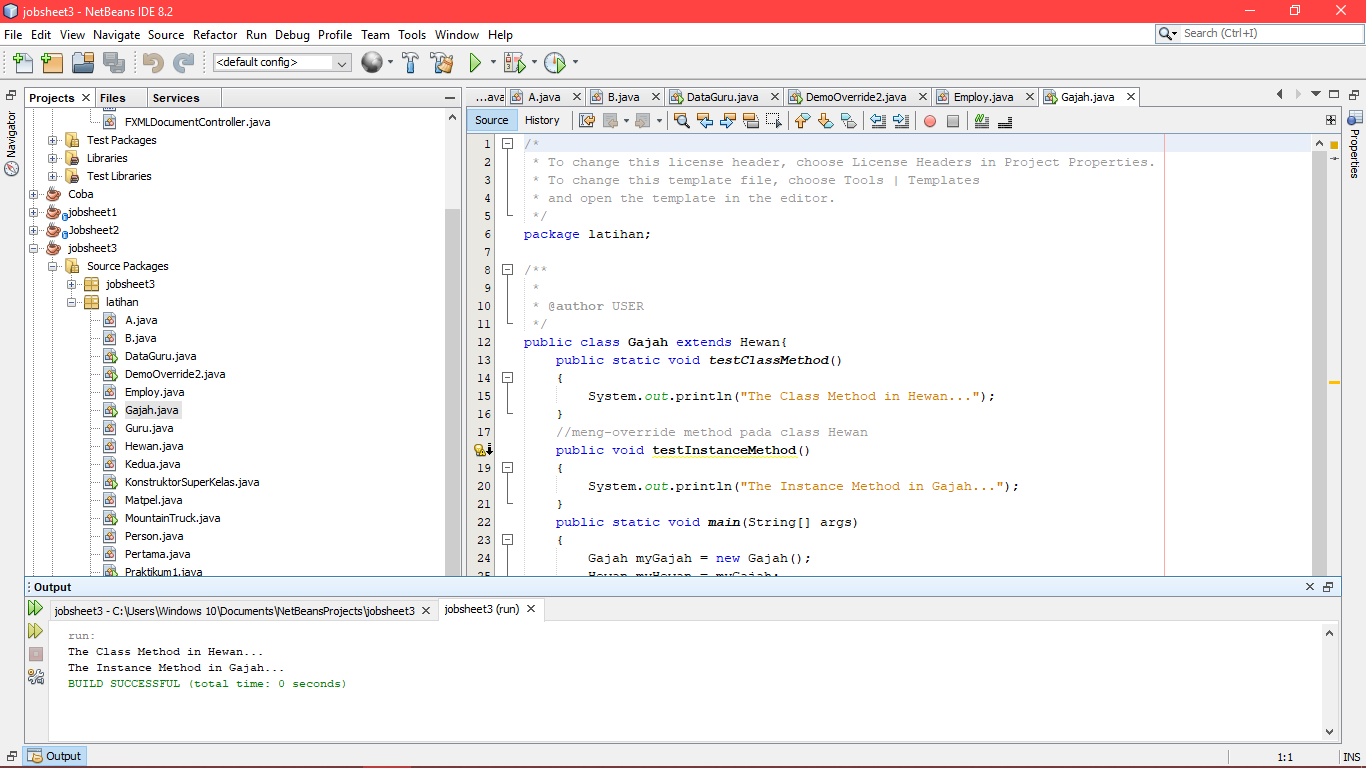 jobsheet3 - NetBeans IDE 8.2
File Edit View Navigate Source Refactor Run Debug Profile Team Tools Window Help
Search (Ctrl+I)
<default config>
Projects Files Services
Navigator
FXMLDocumentController.java
Test Packages
Libraries
Test Libraries
Coba
jobsheet1
Jobsheet2
jobsheet3
Source Packages
jobsheet3
latihan
A.java
B.java
DataGuru.java
DemoOverride2.java
Employ.java
Gajah.java
Guru.java
Hewan.java
Kedua.java
KonstruktorSuperKelas.java
Matpel.java
MountainTruck.java
Person.java
Pertama.java
Praktikum1.java
...ava A.java B.java DataGuru.java DemoOverride2.java Employ.java Gajah.java
Source History
Properties
1 /*
2 * To change this license header, choose License Headers in Project Properties.
3 * To change this template file, choose Tools | Templates
4 * and open the template in the editor.
5 */
6 package latihan;
7
8 /**
9 *
10 * @author USER
11 */
12 public class Gajah extends Hewan{
13 public static void testClassMethod()
14 {
15 System.out.println("The Class Method in Hewan...");
16 }
17 //meng-override method pada class Hewan
public void testInstanceMethod()
19 {
20 System.out.println("The Instance Method in Gajah...");
21 }
22 public static void main(String[] args)
23 {
24 Gajah myGajah = new Gajah();
25 Hewan myHewan = myGajah;
Output
jobsheet3 - C:\Users\Windows 10\Documents\NetBeansProjects\jobsheet3 jobsheet3 (run)
run:
The Class Method in Hewan...
The Instance Method in Gajah...
BUILD SUCCESSFUL (total time: 0 seconds)
Output
1:1 INS